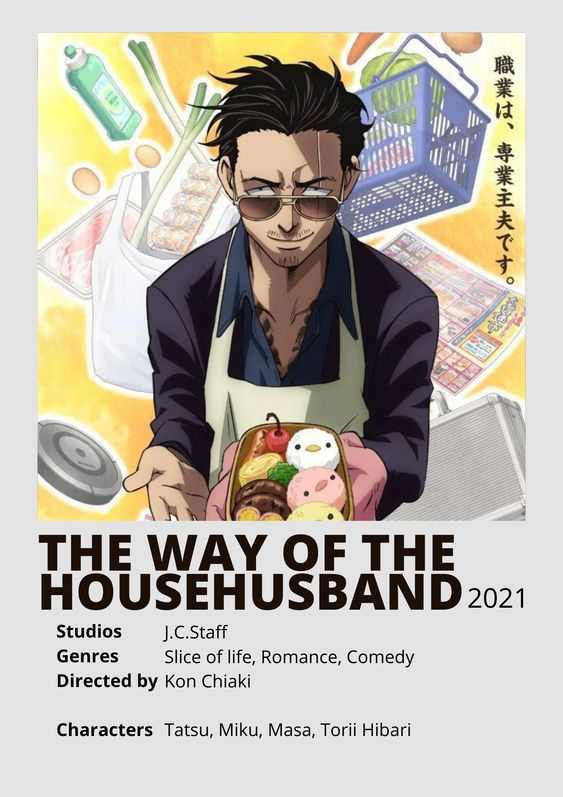 職業は、専業主夫です。
THE WAY OF THE
HOUSEHUSBAND 2021
Studios J.C.Staff
Genres Slice of life, Romance, Comedy
Directed by Kon Chiaki
Characters Tatsu, Miku, Masa, Torii Hibari